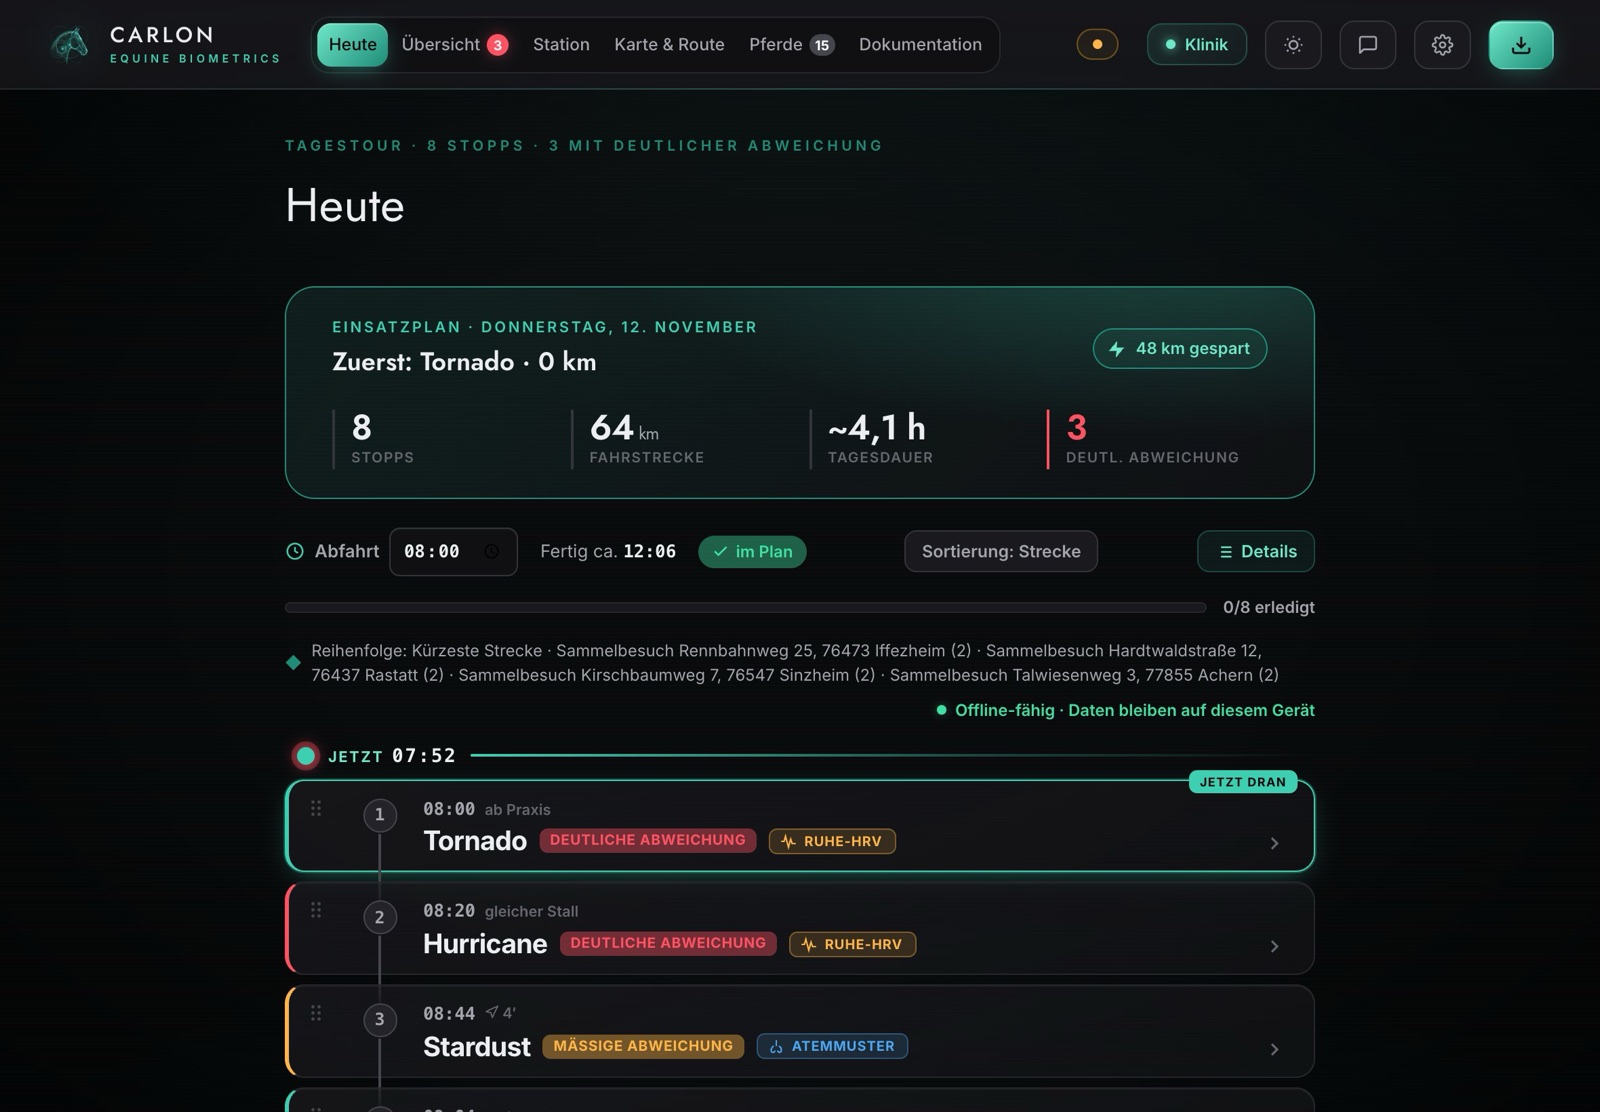 CARLON
EQUINE BIOMETRICS
Heute
Übersicht 3
Station
Karte & Route
Pferde 15
Dokumentation
Klinik
TAGESTOUR · 8 STOPPS · 3 MIT DEUTLICHER ABWEICHUNG
Heute
EINSATZPLAN · DONNERSTAG, 12. NOVEMBER
Zuerst: Tornado · 0 km
48 km gespart
8
STOPPS
64 km
FAHRSTRECKE
~4,1 h
TAGESDAUER
3
DEUTL. ABWEICHUNG
Abfahrt 08:00
Fertig ca. 12:06
im Plan
Sortierung: Strecke
Details
0/8 erledigt
Reihenfolge: Kürzeste Strecke · Sammelbesuch Rennbahnweg 25, 76473 Iffezheim (2) · Sammelbesuch Hardtwaldstraße 12,
76437 Rastatt (2) · Sammelbesuch Kirschbaumweg 7, 76547 Sinzheim (2) · Sammelbesuch Talwiesenweg 3, 77855 Achern (2)
Offline-fähig · Daten bleiben auf diesem Gerät
JETZT 07:52
JETZT DRAN
1
08:00 ab Praxis
Tornado DEUTLICHE ABWEICHUNG RUHE-HRV
2
08:20 gleicher Stall
Hurricane DEUTLICHE ABWEICHUNG RUHE-HRV
3
08:44 4′
Stardust MÄSSIGE ABWEICHUNG ATEMMUSTER